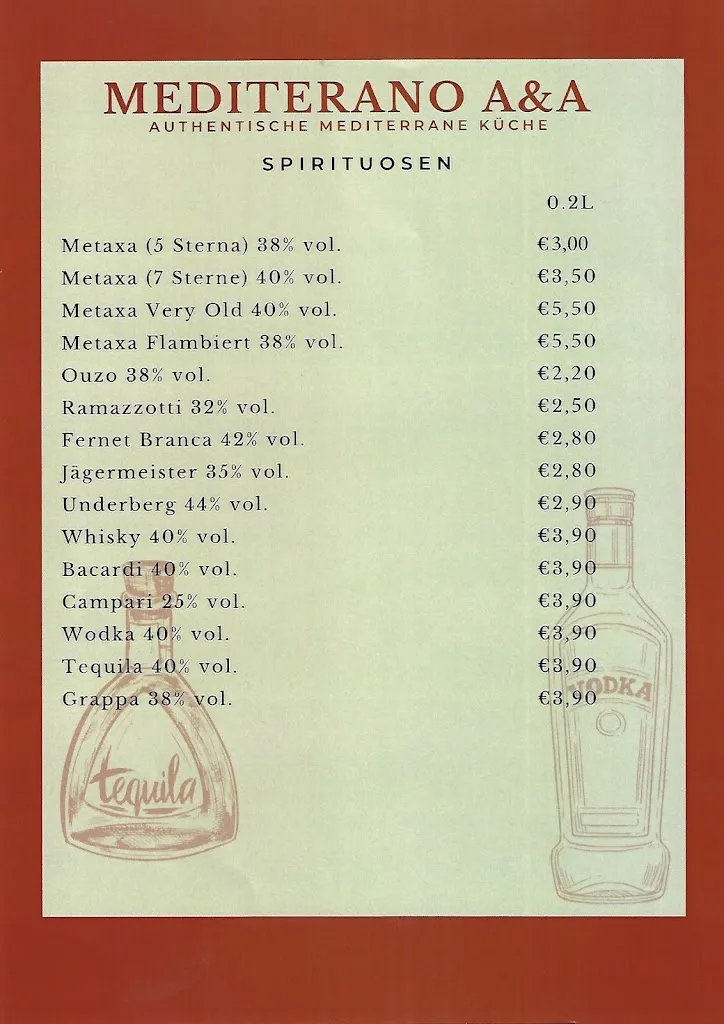 MEDITERANO A&A
AUTHENTISCHE MEDITERRANE KÜCHE
SPIRITUOSEN
0.2L
Metaxa (5 Sterna) 38% vol. €3,00
Metaxa (7 Sterne) 40% vol. €3,50
Metaxa Very Old 40% vol. €5,50
Metaxa Flambiert 38% vol. €5,50
Ouzo 38% vol. €2,20
Ramazzotti 32% vol. €2,50
Fernet Branca 42% vol. €2,80
Jägermeister 35% vol. €2,80
Underberg 44% vol. €2,90
Whisky 40% vol. €3,90
Bacardi 40% vol. €3,90
Campari 25% vol. €3,90
Wodka 40% vol. €3,90
Tequila 40% vol. €3,90
Grappa 38% vol. €3,90
VODKA
tequila